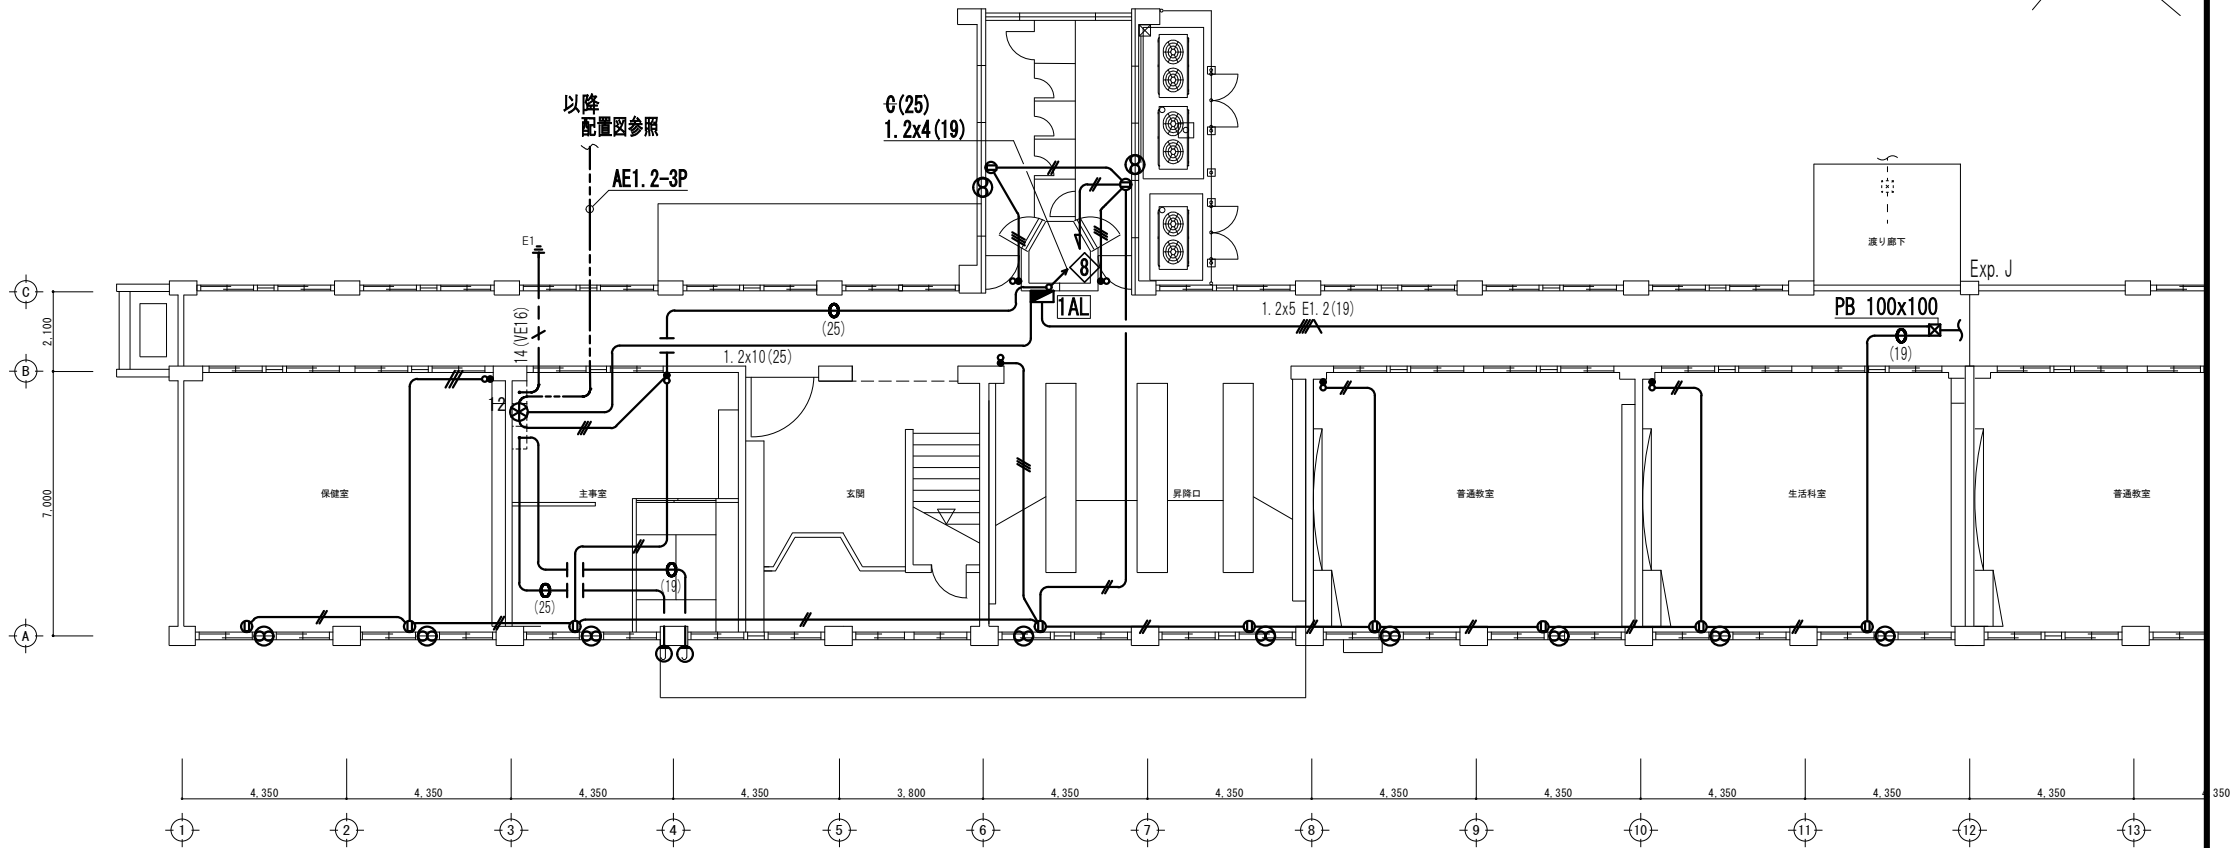 以降
配置図参照
AE1.2-3P
C(25)
1.2x4(19)
E1
14(VE16)
(25)
1.2x10(25)
8
1AL
1.2x5 E1.2(19)
渡り廊下
Exp.J
PB 100x100
(19)
12
C
2,100
B
7,000
A
保健室
主事室
玄関
昇降口
普通教室
生活科室
普通教室
(25)
(19)
J
J
4,350
4,350
4,350
4,350
3,800
4,350
4,350
4,350
4,350
4,350
4,350
4,350
4,350
1
2
3
4
5
6
7
8
9
10
11
12
13